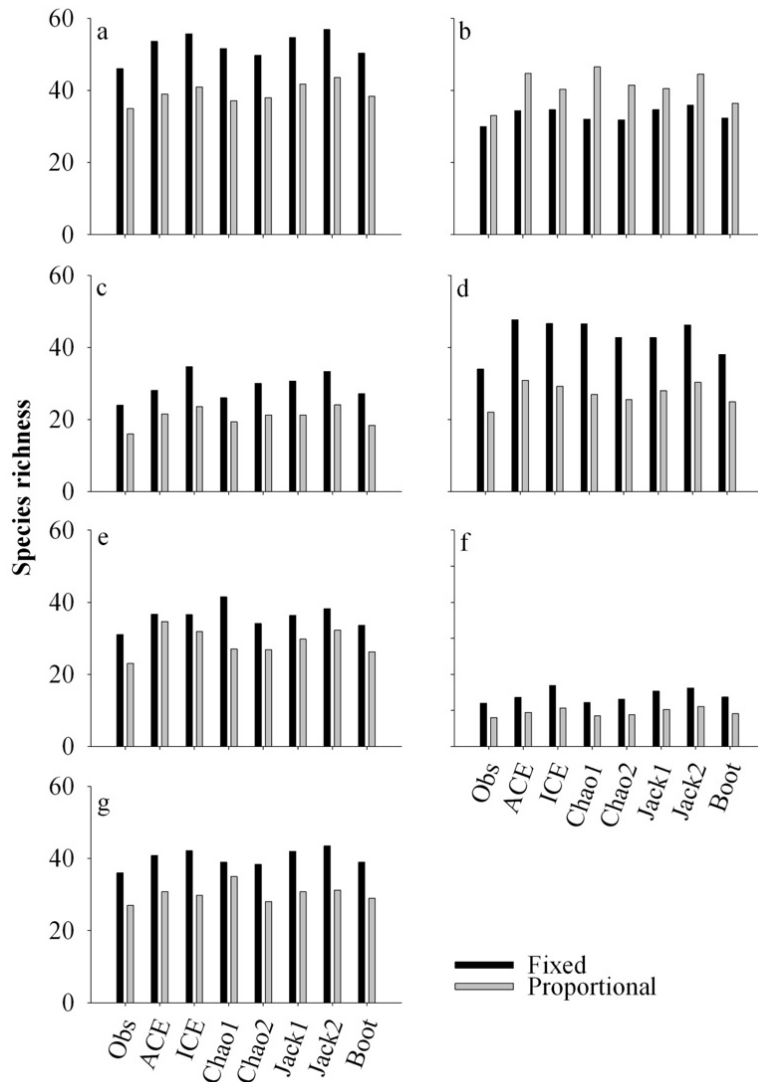 Species richness
a
60
40
20
0
b
c
60
40
20
0
d
e
60
40
20
0
f
Obs
ACE
ICE
Chao1
Chao2
Jack1
Jack2
Boot
g
60
40
20
0
Obs
ACE
ICE
Chao1
Chao2
Jack1
Jack2
Boot
Fixed
Proportional